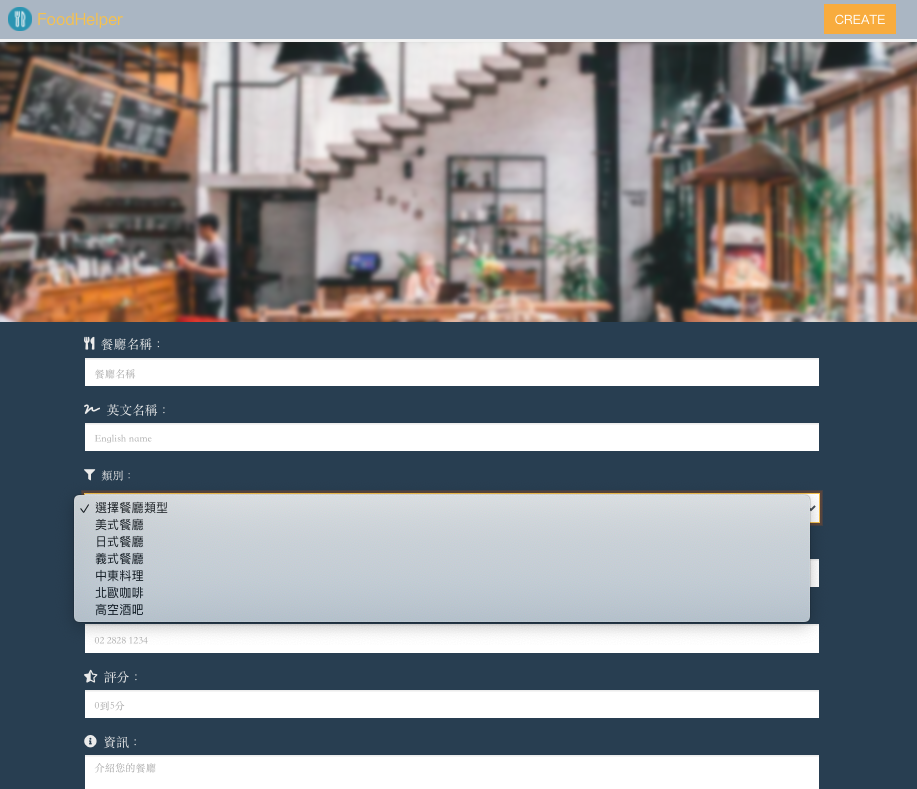 FoodHelper
CREATE
餐廳名稱：
餐廳名稱
英文名稱：
English name
類別：
選擇餐廳類型
美式餐廳
日式餐廳
義式餐廳
中東料理
北歐咖啡
高空酒吧
02 2828 1234
評分：
0到5分
資訊：
介紹您的餐廳